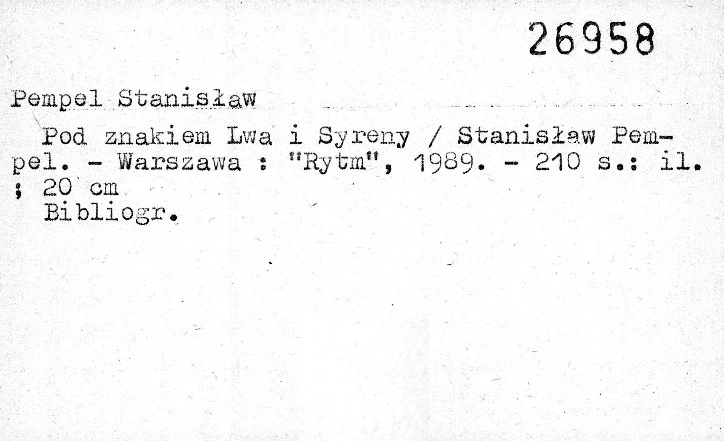 26958
Pempel Stanisław
Pod znakiem Lwa i Syreny / Stanisław Pem-
pel. - Warszawa : "Rytm", 1989. - 210 s.: il.
; 20 cm
Bibliogr.